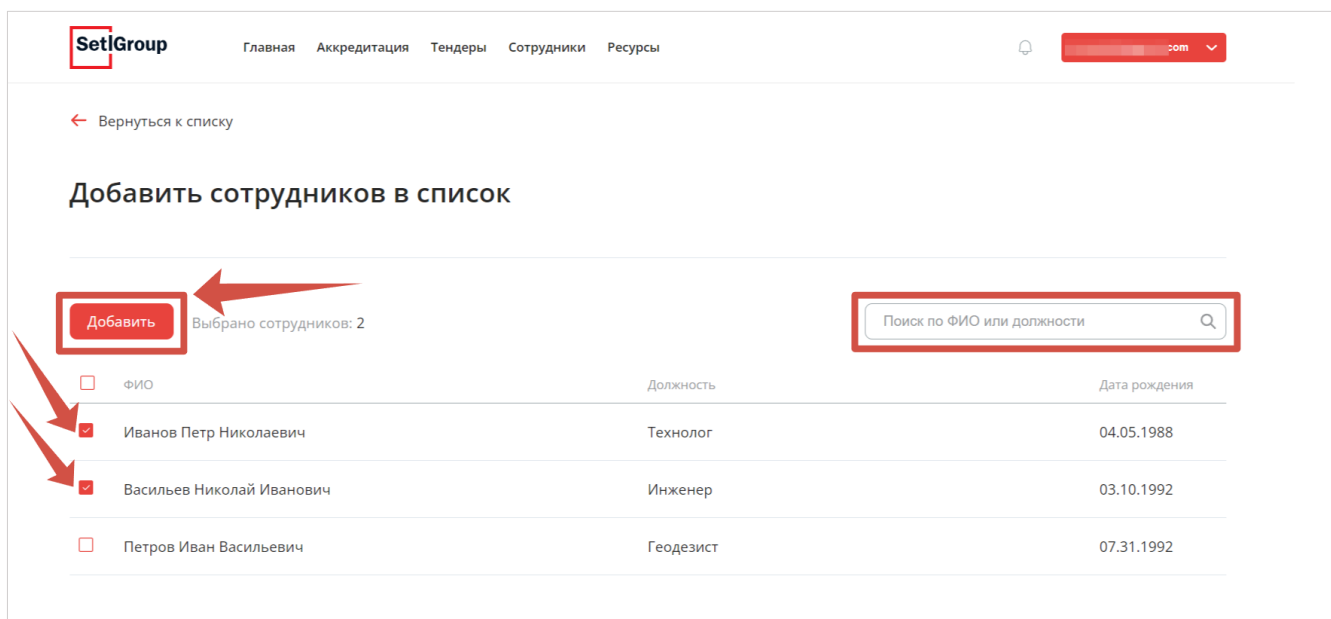 SetlGroup Главная Аккредитация Тендеры Сотрудники Ресурсы com
Вернуться к списку
Добавить сотрудников в список
Добавить Выбрано сотрудников: 2 Поиск по ФИО или должности
ФИО Должность Дата рождения
Иванов Петр Николаевич Технолог 04.05.1988
Васильев Николай Иванович Инженер 03.10.1992
Петров Иван Васильевич Геодезист 07.31.1992